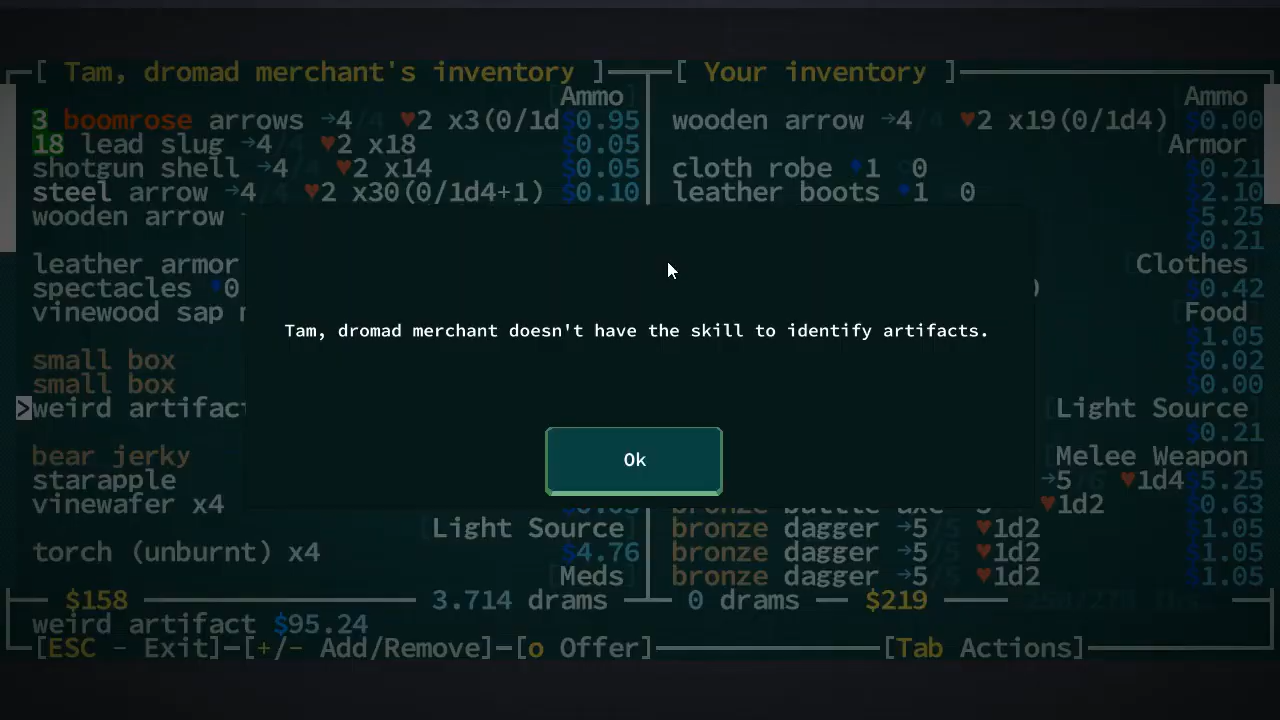 [ Tam, dromad merchant's inventory ] [ Your inventory ]
[Ammo] [Ammo]
3 boomrose arrows →4 ♥2 x3(0/1d $0.95 wooden arrow →4 ♥2 x19(0/1d4) $0.00
18 lead slug →4 ♥2 x18 $0.05 [Armor]
shotgun shell →4 ♥2 x14 $0.05 cloth robe ♦1 0 $0.21
steel arrow →4 ♥2 x30(0/1d4+1) $0.10 leather boots ♦1 0 $2.10
wooden arrow $5.25
$0.21
leather armor [Clothes]
spectacles ♦0 ) $0.42
vinewood sap [Food]
$1.05
small box $0.02
small box $0.00
>weird artifact [Light Source]
$0.21
bear jerky [Melee Weapon]
starapple →5 ♥1d4 $5.25
vinewafer x4 ♥1d2 $0.63
[Light Source] bronze dagger →5 ♥1d2 $1.05
torch (unburnt) x4 $4.76 bronze dagger →5 ♥1d2 $1.05
[Meds] bronze dagger →5 ♥1d2 $1.05
$158 3.714 drams 0 drams $219
weird artifact $95.24
[ESC - Exit]-[+/- Add/Remove]-[o Offer] [Tab Actions]
Tam, dromad merchant doesn't have the skill to identify artifacts.
Ok